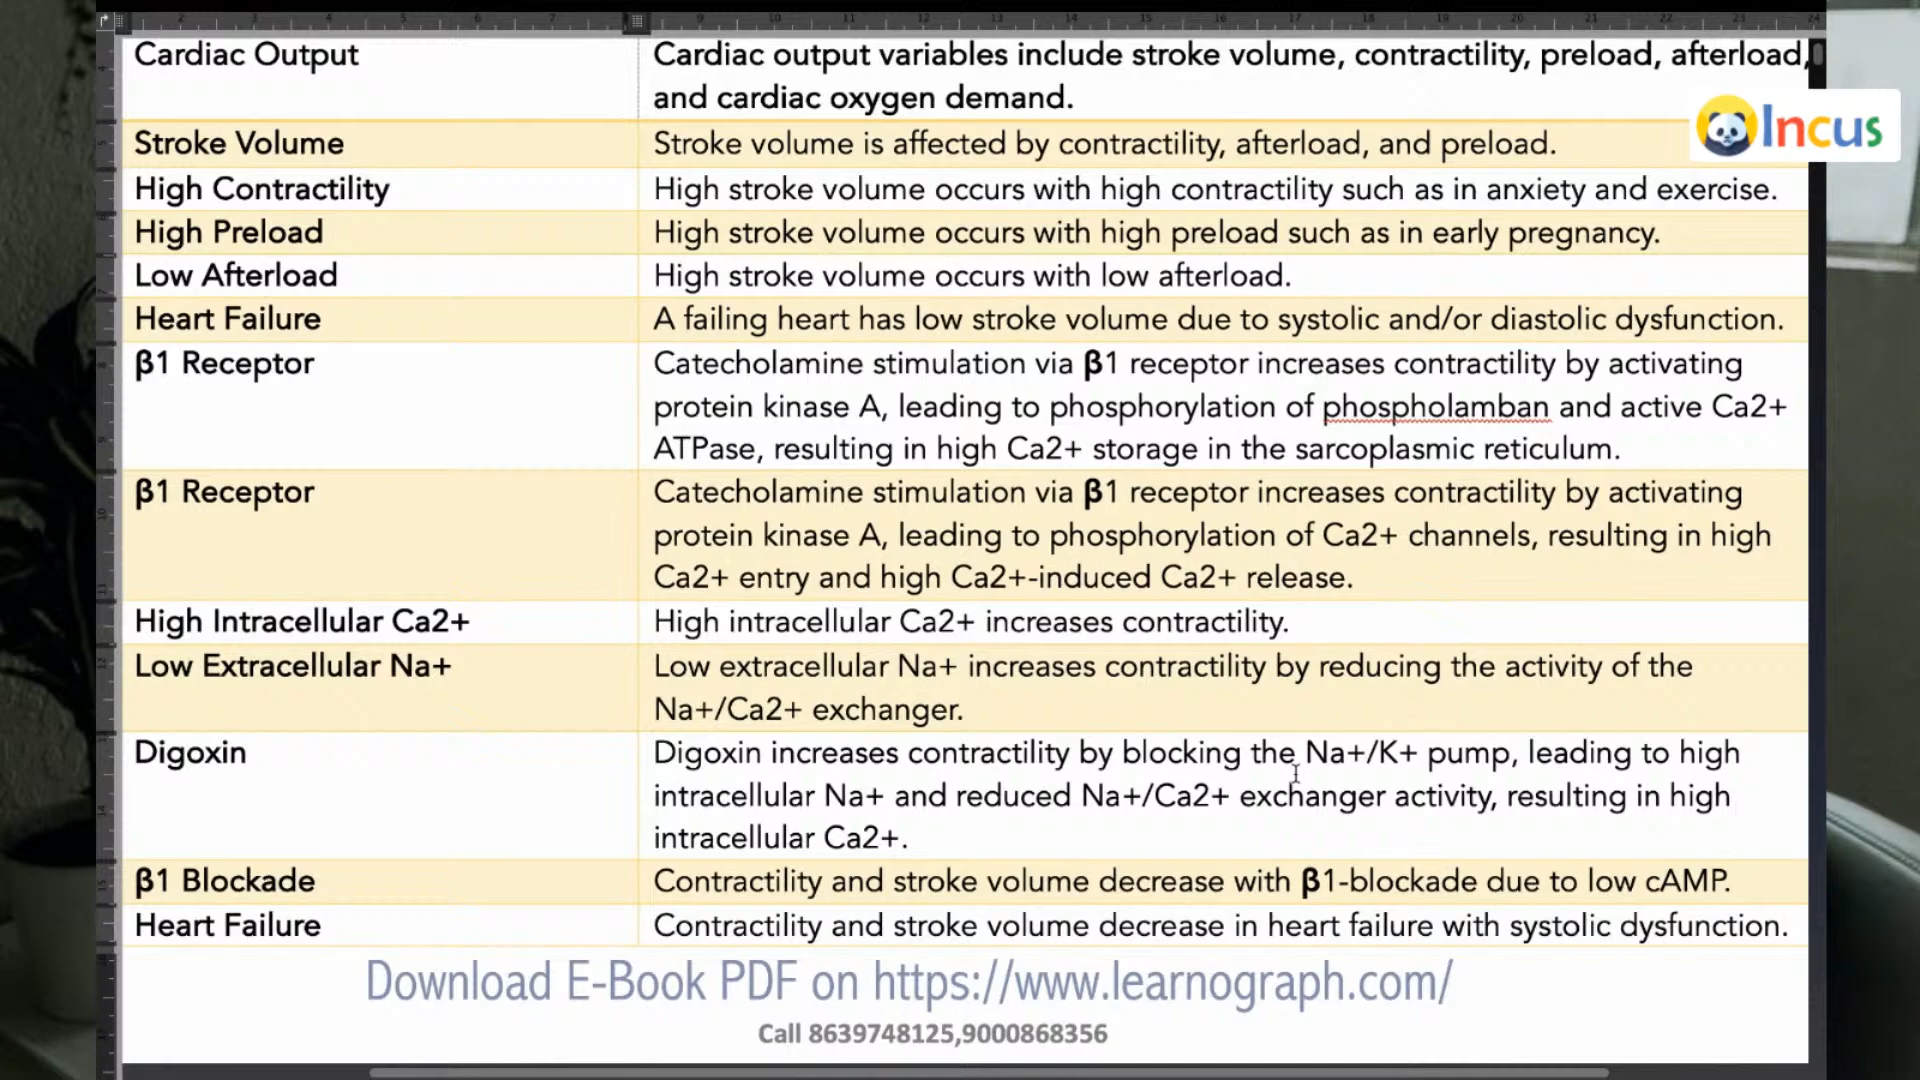 Cardiac Output
Cardiac output variables include stroke volume, contractility, preload, afterload,
and cardiac oxygen demand.
Incus
Stroke Volume
Stroke volume is affected by contractility, afterload, and preload.
High Contractility
High stroke volume occurs with high contractility such as in anxiety and exercise.
High Preload
High stroke volume occurs with high preload such as in early pregnancy.
Low Afterload
High stroke volume occurs with low afterload.
Heart Failure
A failing heart has low stroke volume due to systolic and/or diastolic dysfunction.
β1 Receptor
Catecholamine stimulation via β1 receptor increases contractility by activating
protein kinase A, leading to phosphorylation of phospholamban and active Ca2+
ATPase, resulting in high Ca2+ storage in the sarcoplasmic reticulum.
β1 Receptor
Catecholamine stimulation via β1 receptor increases contractility by activating
protein kinase A, leading to phosphorylation of Ca2+ channels, resulting in high
Ca2+ entry and high Ca2+-induced Ca2+ release.
High Intracellular Ca2+
High intracellular Ca2+ increases contractility.
Low Extracellular Na+
Low extracellular Na+ increases contractility by reducing the activity of the
Na+/Ca2+ exchanger.
Digoxin
Digoxin increases contractility by blocking the Na+/K+ pump, leading to high
intracellular Na+ and reduced Na+/Ca2+ exchanger activity, resulting in high
intracellular Ca2+.
β1 Blockade
Contractility and stroke volume decrease with β1-blockade due to low cAMP.
Heart Failure
Contractility and stroke volume decrease in heart failure with systolic dysfunction.
Download E-Book PDF on https://www.learnograph.com/
Call 8639748125,9000868356